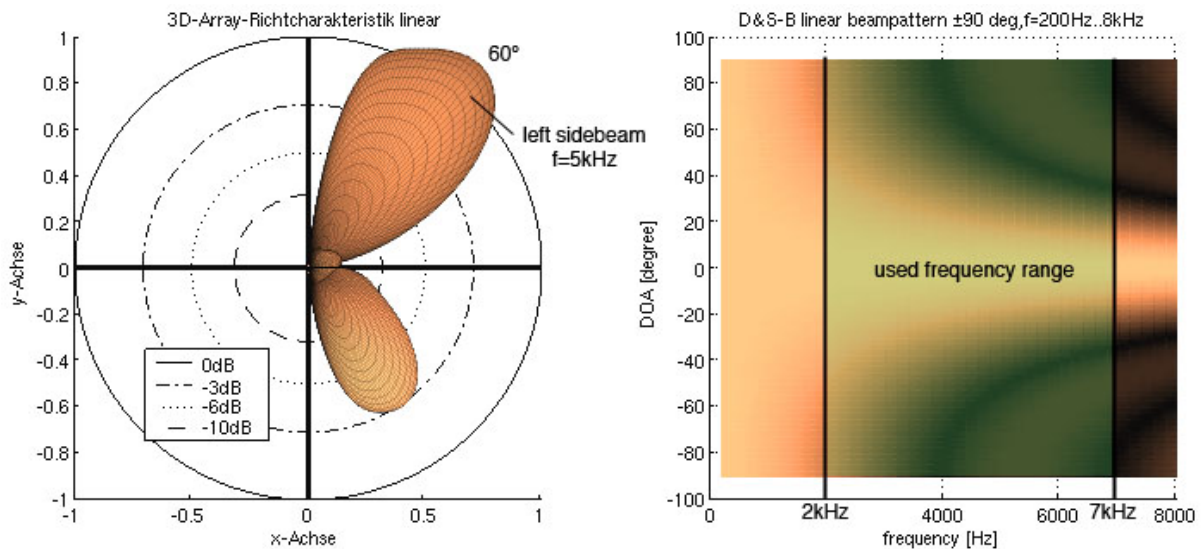 3D-Array-Richtcharakteristik linear
1
0.8
0.6
0.4
0.2
0
-0.2
-0.4
-0.6
-0.8
-1
y-Achse
-1
-0.5
0
0.5
1
x-Achse
60°
left sidebeam
f=5kHz
0dB
-3dB
-6dB
-10dB
D&S-B linear beampattern ±90 deg,f=200Hz..8kHz
100
80
60
40
20
0
-20
-40
-60
-80
-100
DOA [degree]
used frequency range
0
2kHz
4000
6000
7kHz
8000
frequency [Hz]